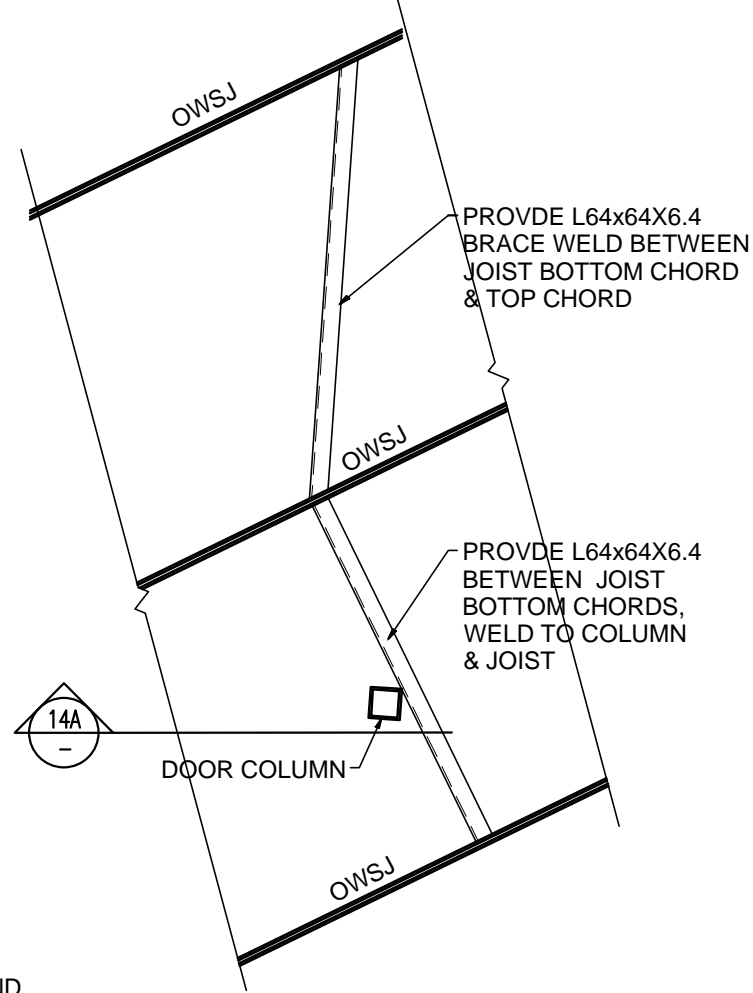 OWSJ
PROVDE L64x64X6.4
BRACE WELD BETWEEN
JOIST BOTTOM CHORD
& TOP CHORD
OWSJ
PROVDE L64x64X6.4
BETWEEN JOIST
BOTTOM CHORDS,
WELD TO COLUMN
& JOIST
14A
-
DOOR COLUMN
OWSJ